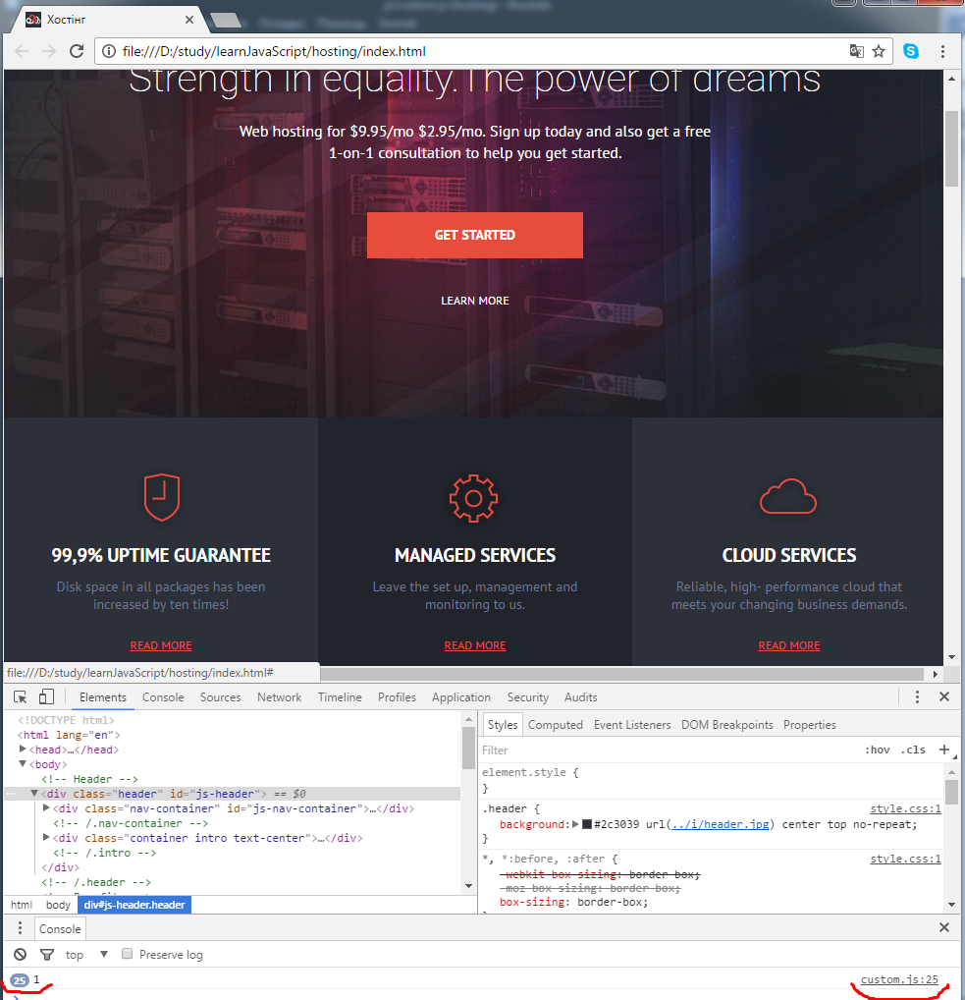 Хостінг
file:///D:/study/learnJavaScript/hosting/index.html
Strength in equality.The power of dreams
Web hosting for $9.95/mo $2.95/mo. Sign up today and also get a free
1-on-1 consultation to help you get started.
GET STARTED
LEARN MORE
99,9% UPTIME GUARANTEE
Disk space in all packages has been
increased by ten times!
READ MORE
MANAGED SERVICES
Leave the set up, management and
monitoring to us.
READ MORE
CLOUD SERVICES
Reliable, high- performance cloud that
meets your changing business demands.
READ MORE
file:///D:/study/learnJavaScript/hosting/index.html#
Elements Console Sources Network Timeline Profiles Application Security Audits
<!DOCTYPE html>
<html lang="en">
▶<head>…</head>
▼<body>
<!-- Header -->
▼<div class="header" id="js-header"> == $0
▶<div class="nav-container" id="js-nav-container">…</div>
<!-- /.nav-container -->
▶<div class="container intro text-center">…</div>
<!-- /.intro -->
</div>
<!-- /.header -->
html body div#js-header.header
Styles Computed Event Listeners DOM Breakpoints Properties
Filter :hov .cls +
element.style {
}
.header { style.css:1
background:▶#2c3039 url(../i/header.jpg) center top no-repeat;
}
*, *:before, :after { style.css:1
-webkit-box-sizing: border-box;
-moz-box-sizing: border-box;
box-sizing: border-box;
Console
top ▼ Preserve log
25 1 custom.js:25